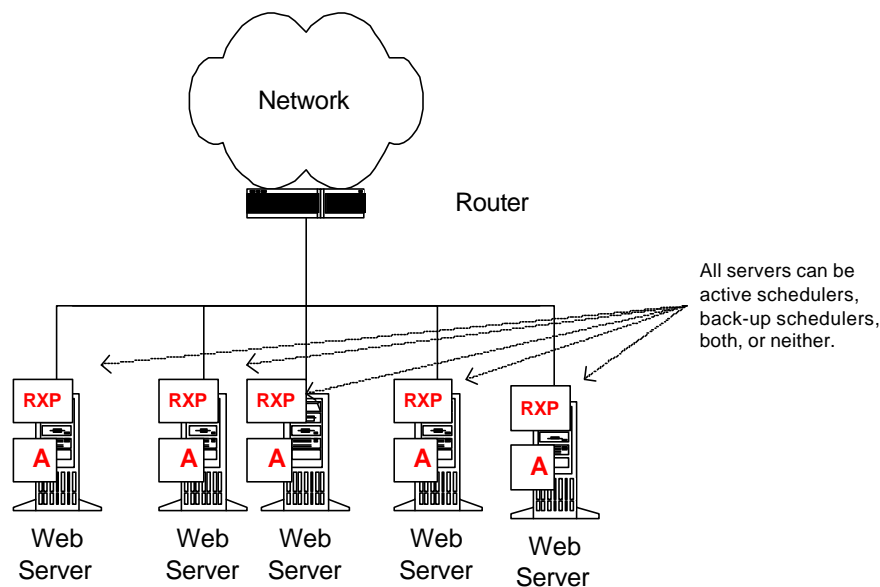 Network
Router
All servers can be
active schedulers,
back-up schedulers,
both, or neither.
RXP
RXP
RXP
RXP
RXP
A
A
A
A
A
Web
Server
Web
Server
Web
Server
Web
Server
Web
Server